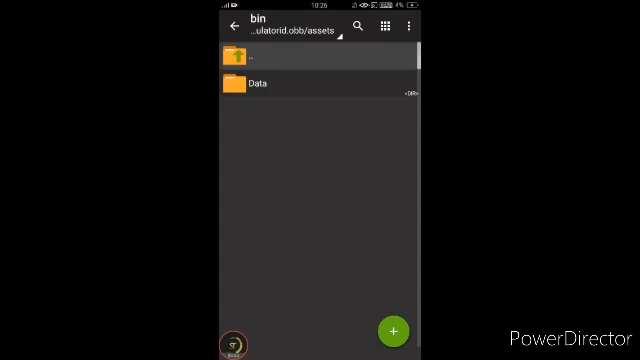 10:26
4%
bin
...ulatorid.obb/assets
..
Data
<DIR>
+
PowerDirector